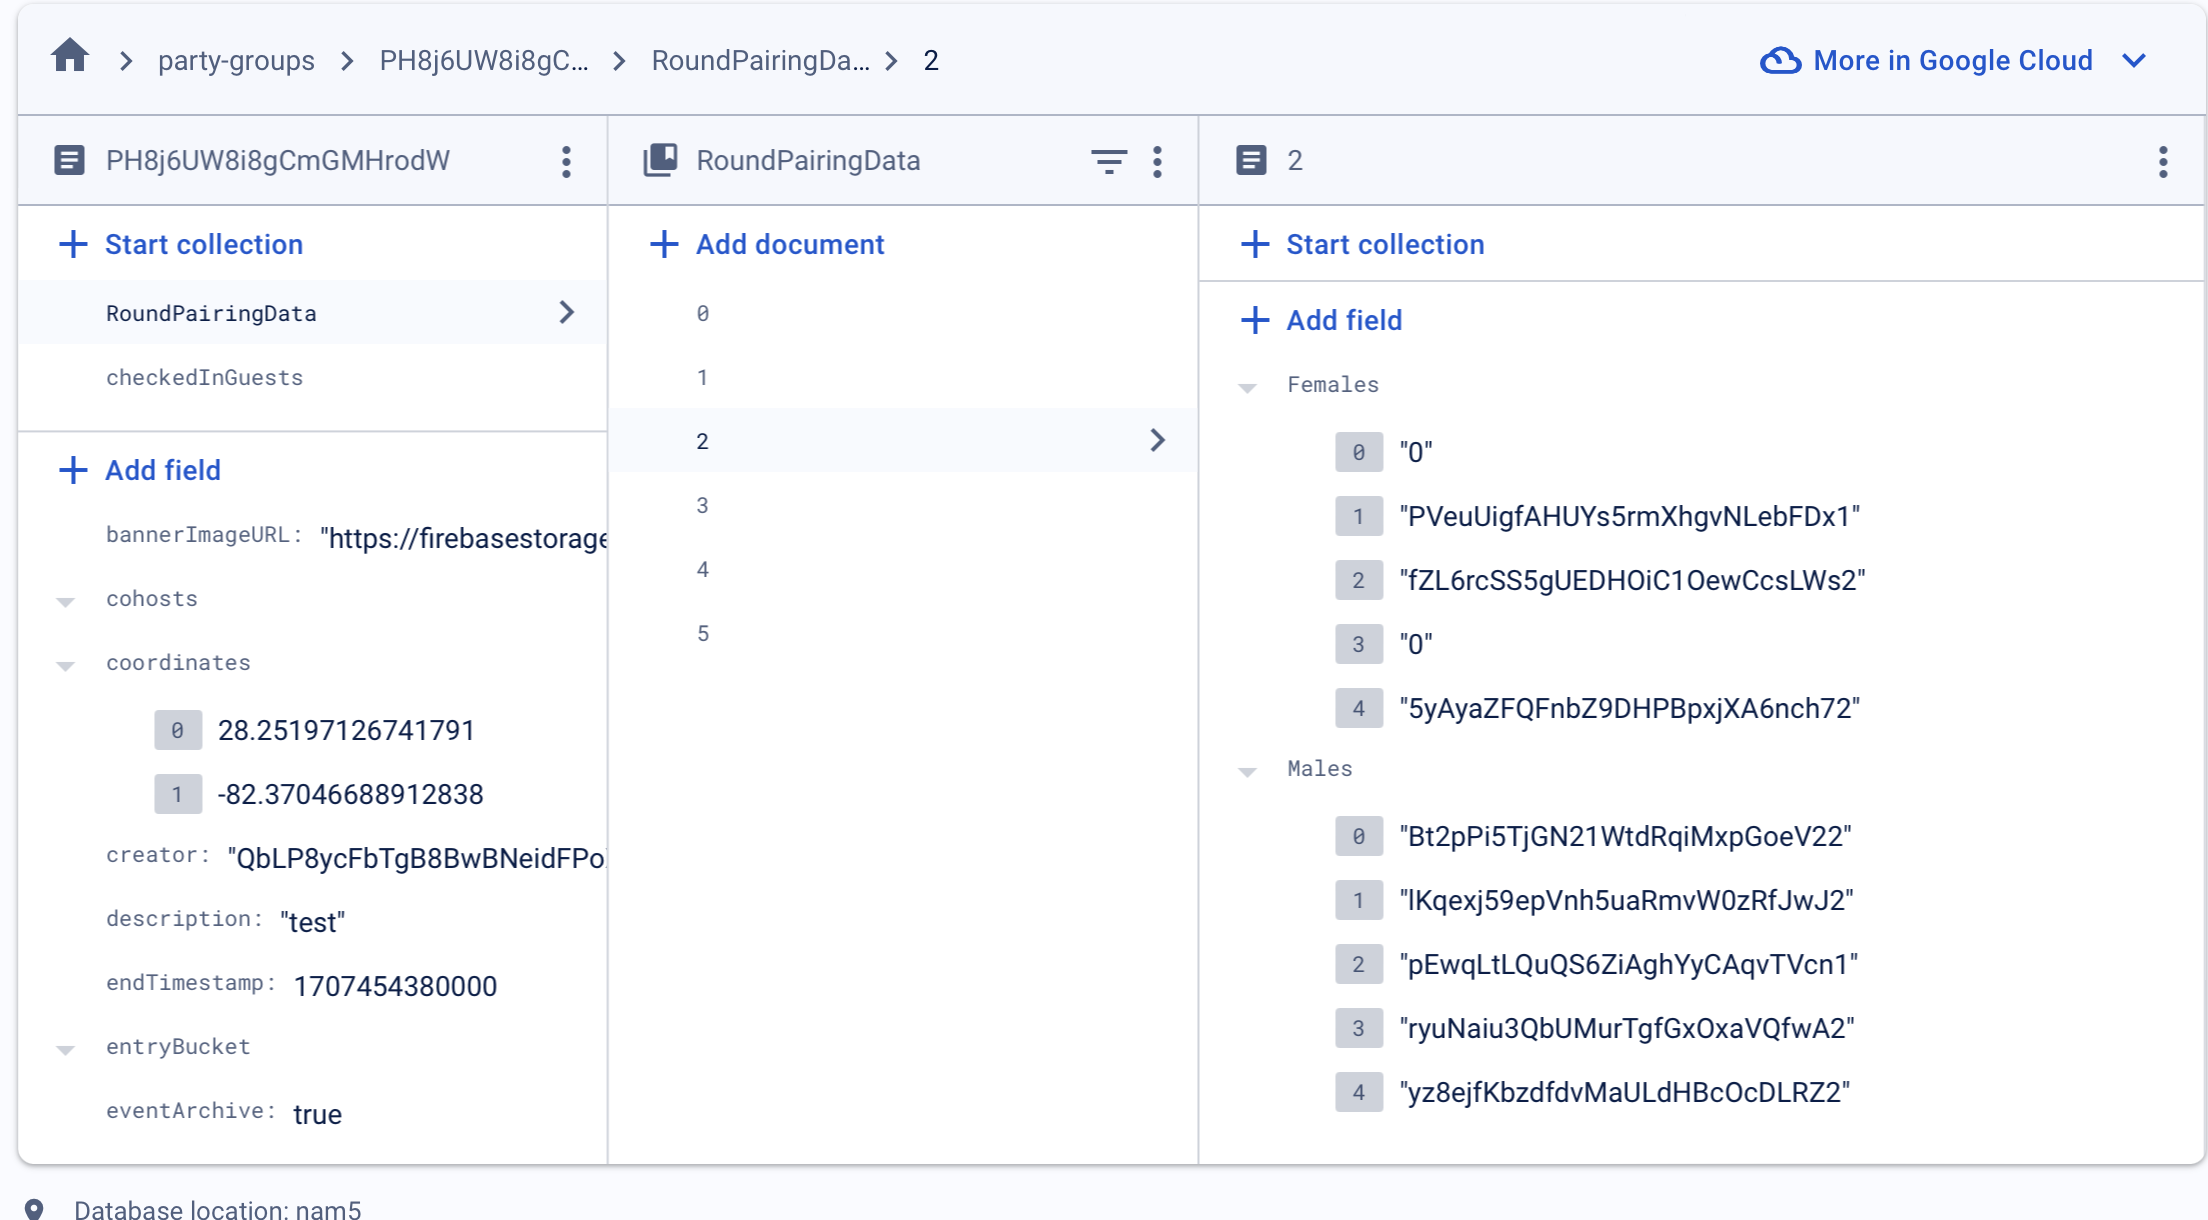 party-groups
PH8j6UW8i8gC...
RoundPairingDa...
2
More in Google Cloud
PH8j6UW8i8gCmGMHrodW
Start collection
RoundPairingData
checkedInGuests
Add field
bannerImageURL: "https://firebasestorage
cohosts
coordinates
0 28.25197126741791
1 -82.37046688912838
creator: "QbLP8ycFbTgB8BwBNeidFPo
description: "test"
endTimestamp: 1707454380000
entryBucket
eventArchive: true
RoundPairingData
Add document
0
1
2
3
4
5
2
Start collection
Add field
Females
0 "0"
1 "PVeuUigfAHUYs5rmXhgvNLebFDx1"
2 "fZL6rcSS5gUEDHOiC1OewCcsLWs2"
3 "0"
4 "5yAyaZFQFnbZ9DHPBpxjXA6nch72"
Males
0 "Bt2pPi5TjGN21WtdRqiMxpGoeV22"
1 "lKqexj59epVnh5uaRmvW0zRfJwJ2"
2 "pEwqLtLQuQS6ZiAghYyCAqvTVcn1"
3 "ryuNaiu3QbUMurTgfGxOxaVQfwA2"
4 "yz8ejfKbzdfdvMaULdHBcOcDLRZ2"
Database location: nam5